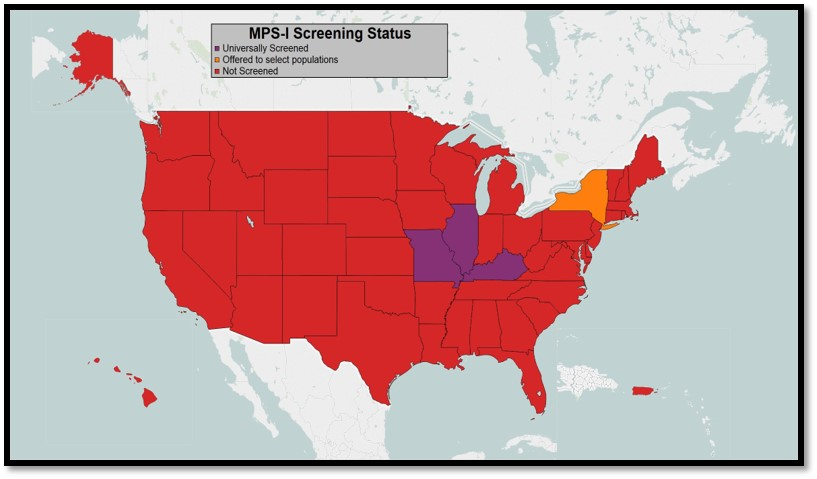 MPS-I Screening Status
Universally Screened
Offered to select populations
Not Screened